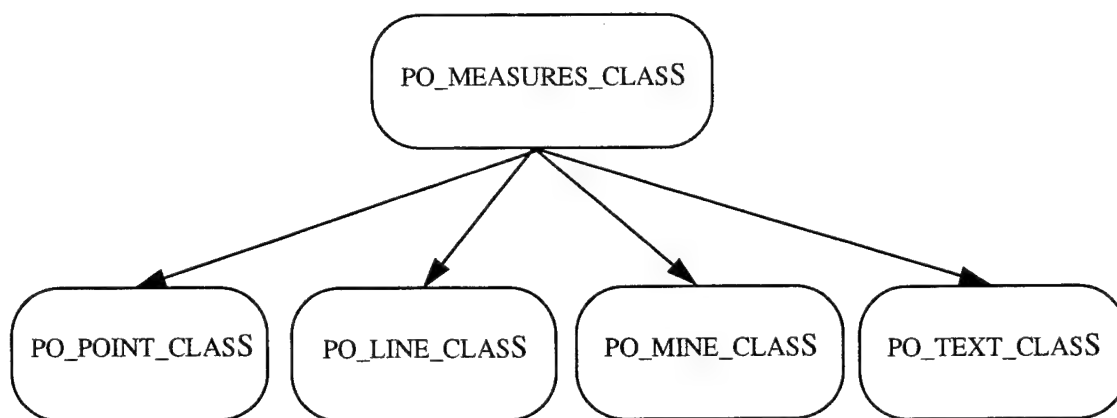 PO_MEASURES_CLASS
PO_POINT_CLASS
PO_LINE_CLASS
PO_MINE_CLASS
PO_TEXT_CLASS